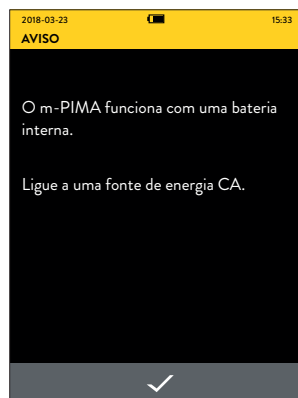 2018-03-23 15:33
AVISO
O m-PIMA funciona com uma bateria
interna.
Ligue a uma fonte de energia CA.